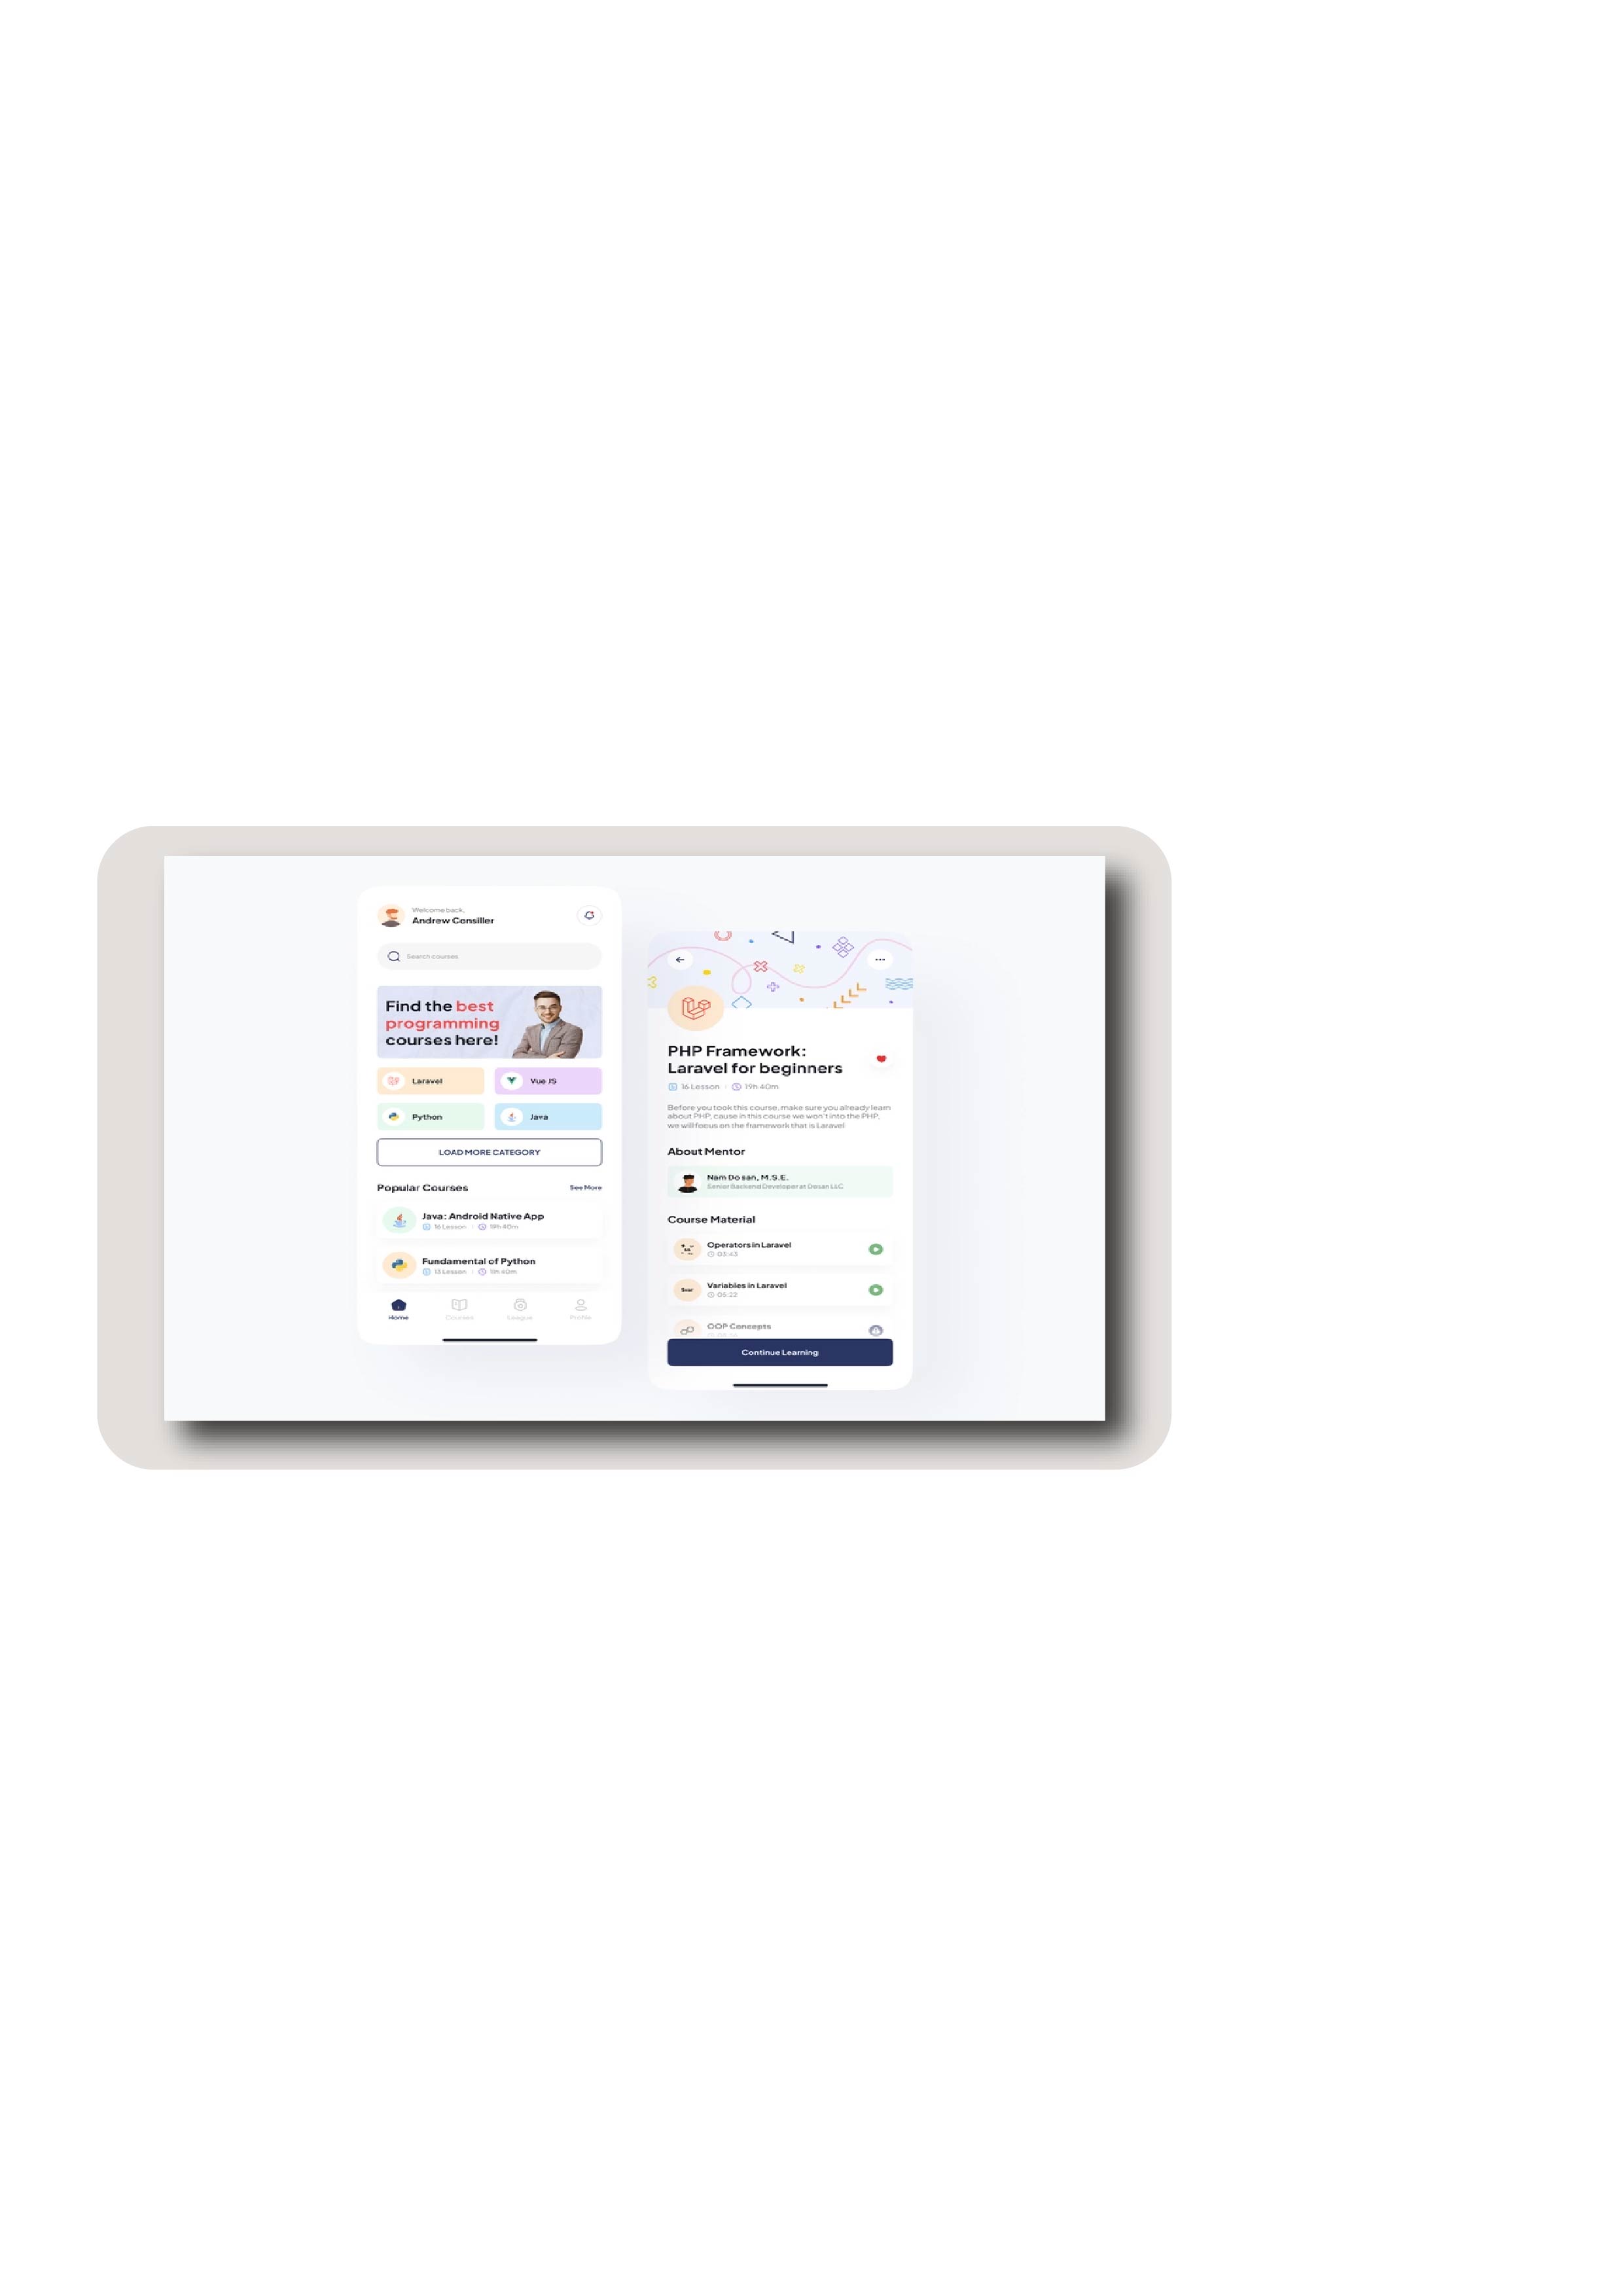 Welcome back,
Andrew Consiller
Search courses
Find the best
programming
courses here!
Laravel
Vue JS
Python
Java
LOAD MORE CATEGORY
Popular Courses
See More
Java: Android Native App
16 Lesson
19h 40m
Fundamental of Python
13 Lesson
11h 40m
Home
Courses
League
Profile
PHP Framework:
Laravel for beginners
16 Lesson
19h 40m
Before you took this course, make sure you already learn
about PHP, cause in this course we won't into the PHP,
we will focus on the framework that is Laravel
About Mentor
Nam Do san, M.S.E.
Senior Backend Developer at Dosan LLC
Course Material
Operators in Laravel
03:43
$var
Variables in Laravel
05:22
OOP Concepts
Continue Learning